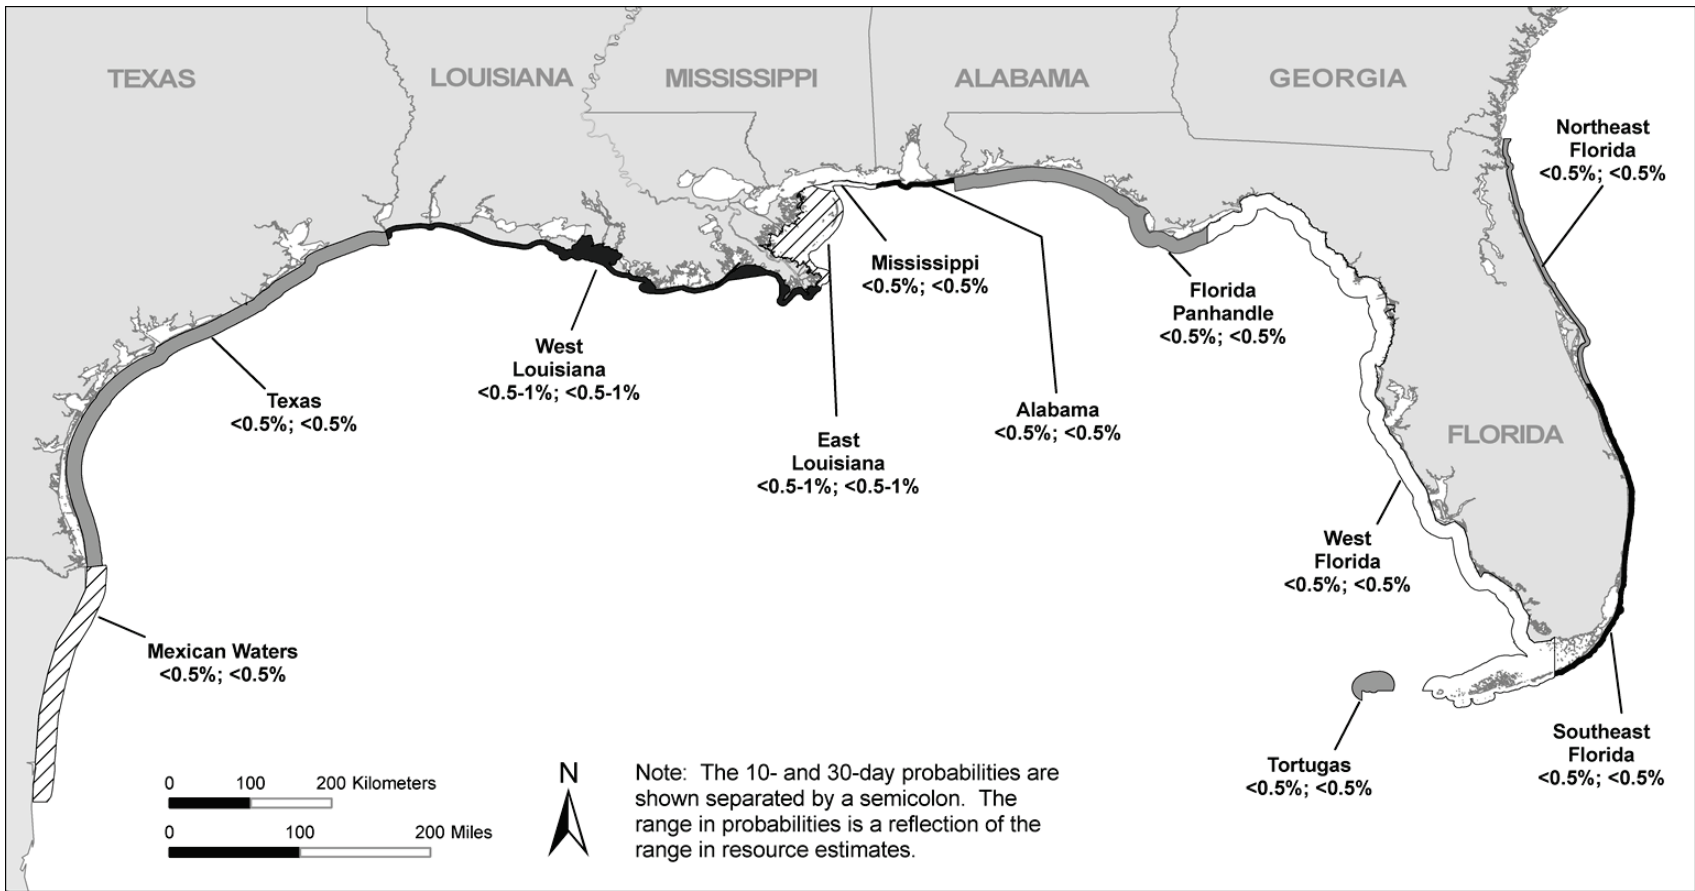 TEXAS
LOUISIANA
MISSISSIPPI
ALABAMA
GEORGIA
Northeast
Florida
<0.5%; <0.5%
Mississippi
<0.5%; <0.5%
Florida
Panhandle
<0.5%; <0.5%
West
Louisiana
<0.5-1%; <0.5-1%
Texas
<0.5%; <0.5%
Alabama
<0.5%; <0.5%
East
Louisiana
<0.5-1%; <0.5-1%
FLORIDA
West
Florida
<0.5%; <0.5%
Mexican Waters
<0.5%; <0.5%
Southeast
Florida
<0.5%; <0.5%
Tortugas
<0.5%; <0.5%
0 100 200 Kilometers
0 100 200 Miles
N
Note: The 10- and 30-day probabilities are
shown separated by a semicolon. The
range in probabilities is a reflection of the
range in resource estimates.